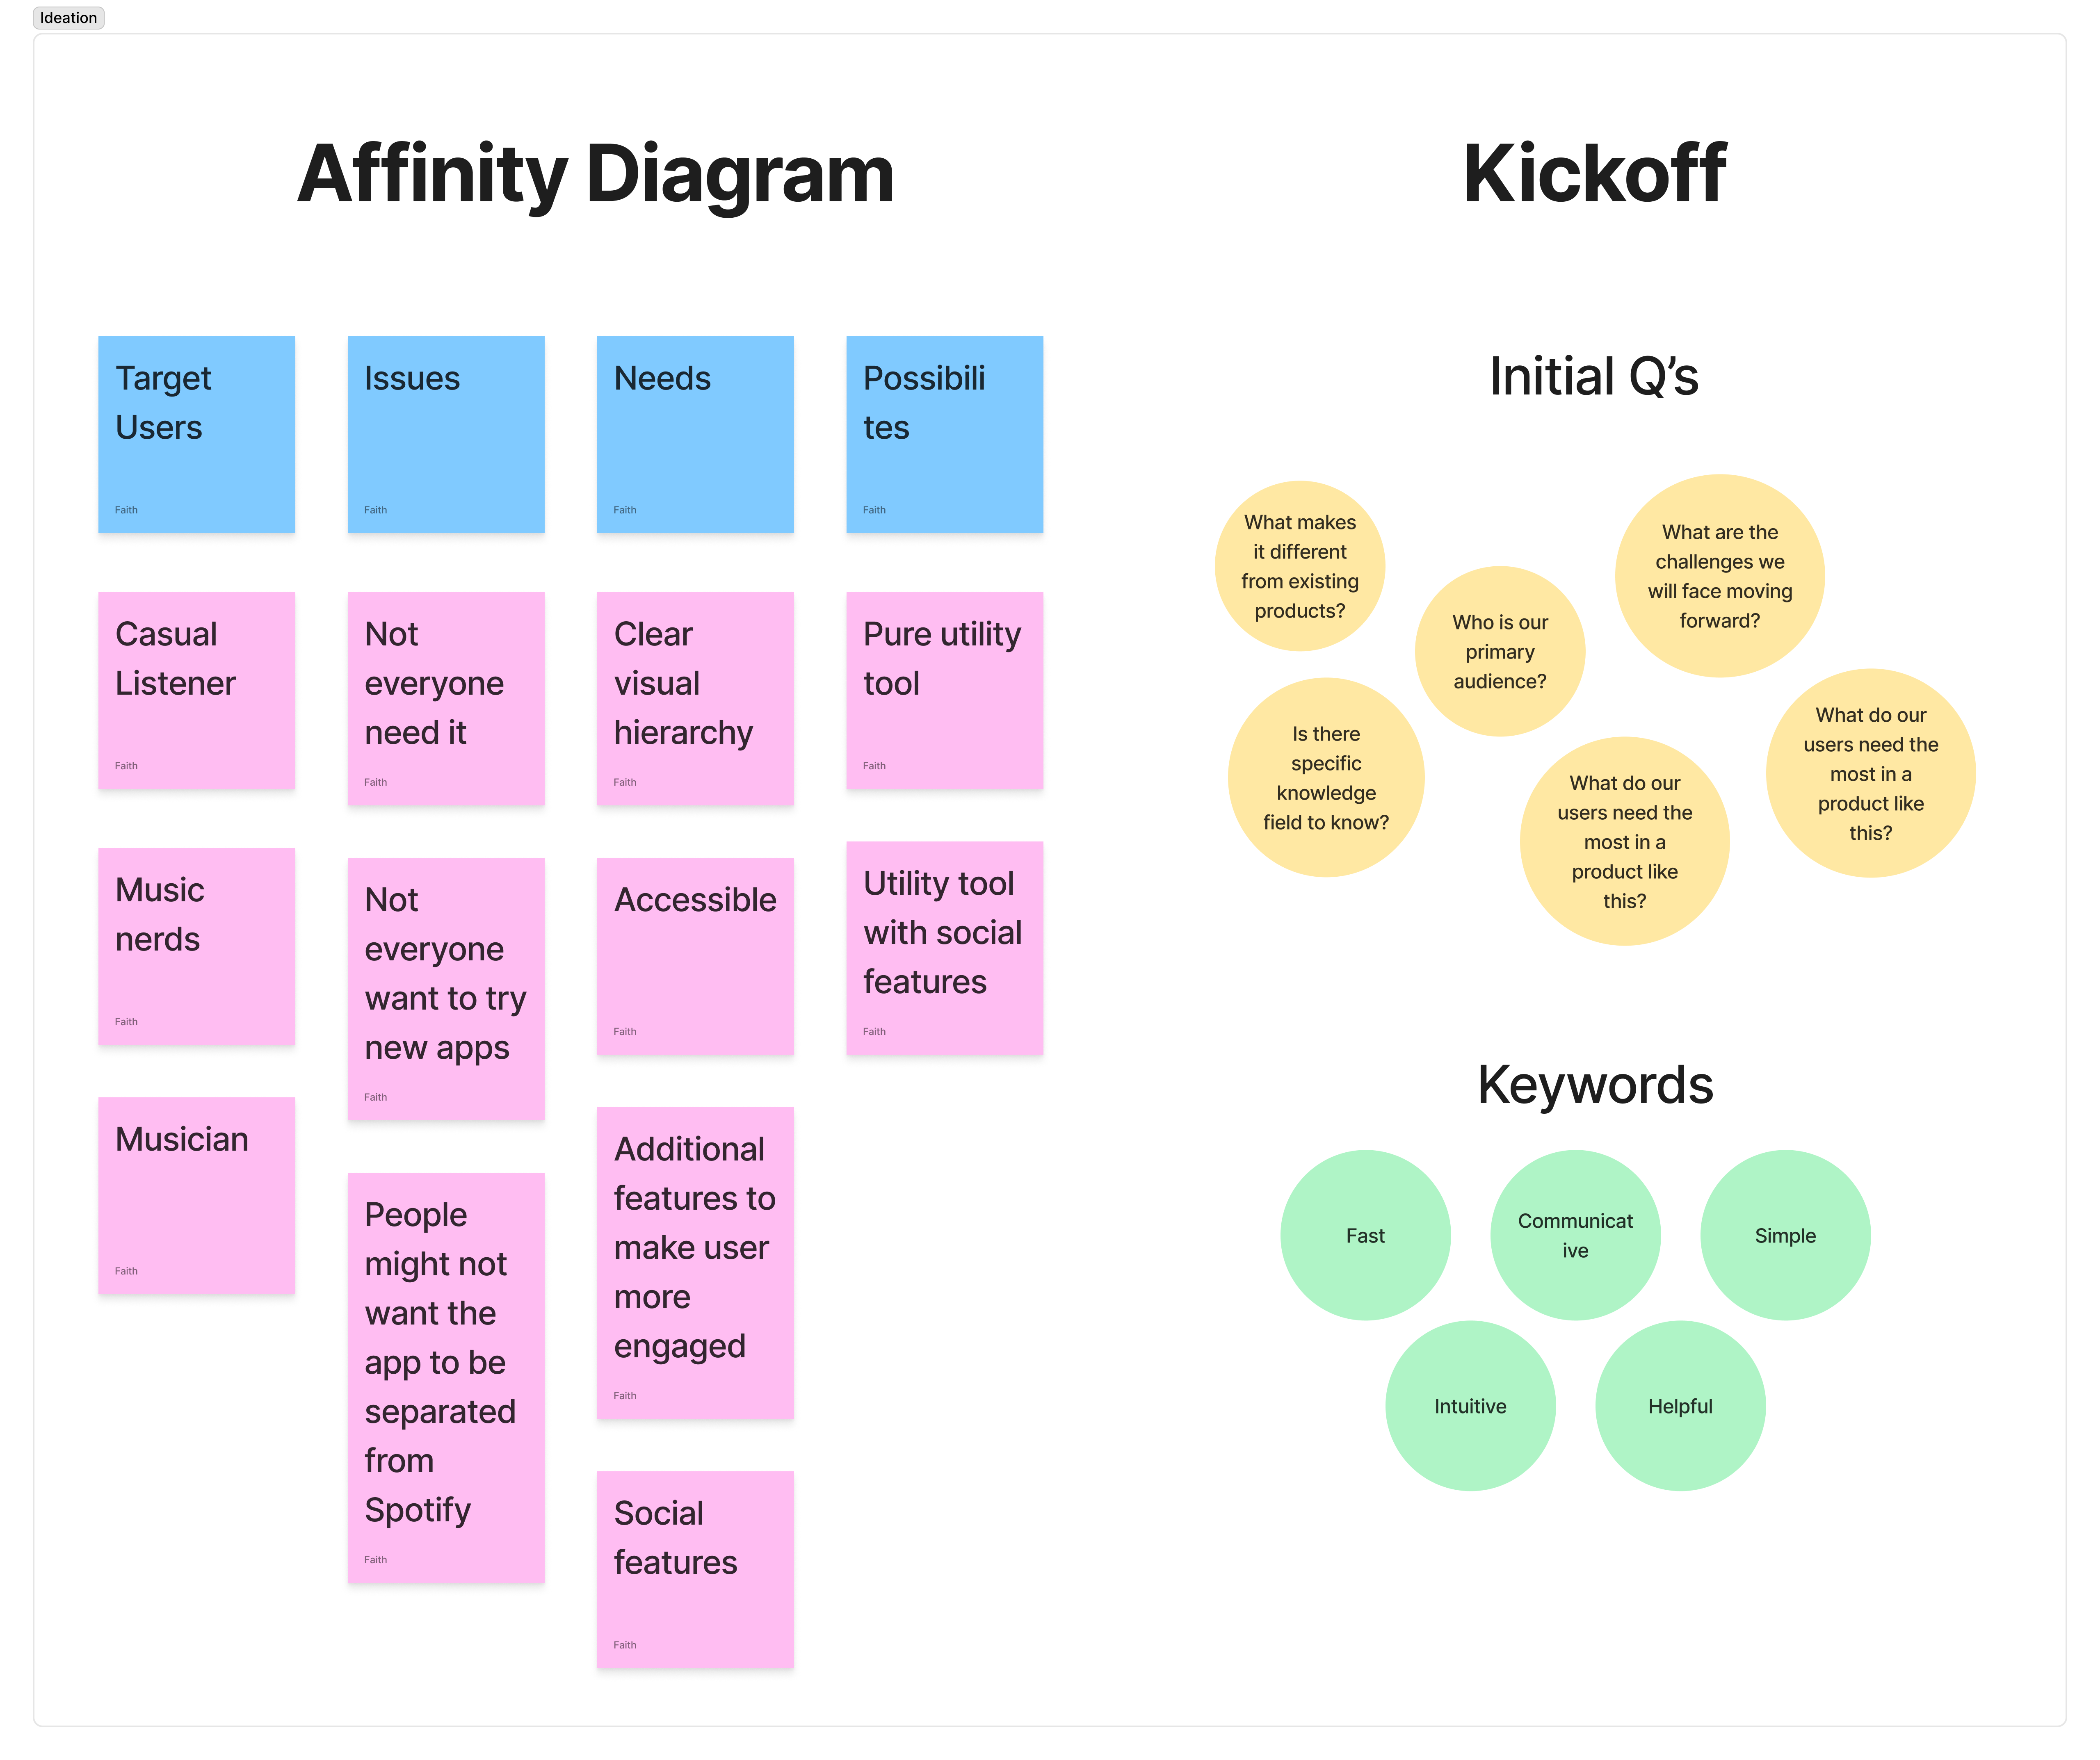 Ideation
Affinity Diagram
Target
Users
Faith
Issues
Faith
Needs
Faith
Possibili
tes
Faith
Casual
Listener
Faith
Not
everyone
need it
Faith
Clear
visual
hierarchy
Faith
Pure utility
tool
Faith
Music
nerds
Faith
Not
everyone
want to try
new apps
Faith
Accessible
Faith
Utility tool
with social
features
Faith
Musician
Faith
People
might not
want the
app to be
separated
from
Spotify
Faith
Additional
features to
make user
more
engaged
Faith
Social
features
Faith
Kickoff
Initial Q’s
What makes
it different
from existing
products?
Who is our
primary
audience?
What are the
challenges we
will face moving
forward?
Is there
specific
knowledge
field to know?
What do our
users need the
most in a
product like
this?
What do our
users need the
most in a
product like
this?
Keywords
Fast
Communicat
ive
Simple
Intuitive
Helpful